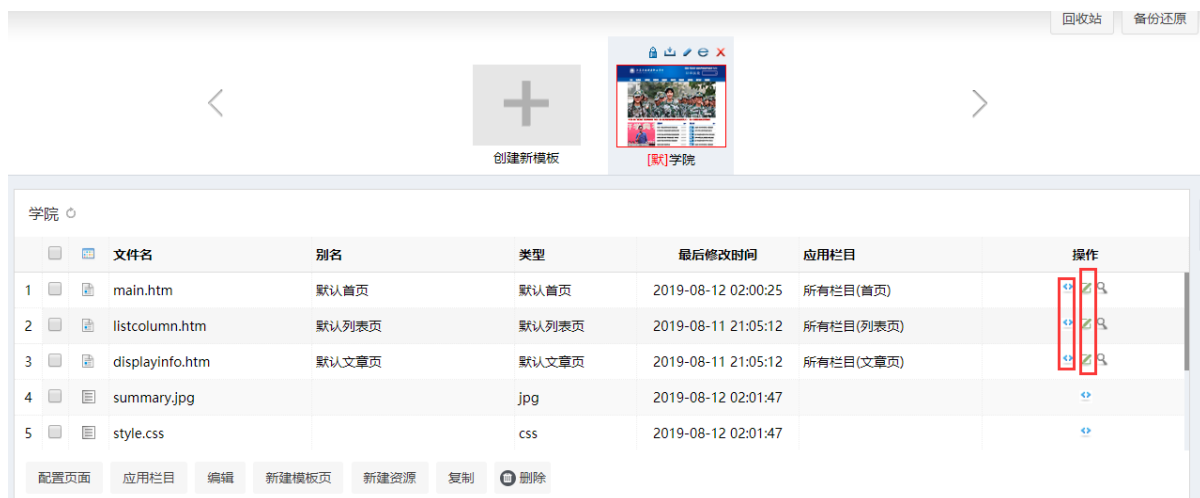 回收站 备份还原
创建新模板 [默]学院
学院
文件名 别名 类型 最后修改时间 应用栏目 操作
1 main.htm 默认首页 默认首页 2019-08-12 02:00:25 所有栏目(首页)
2 listcolumn.htm 默认列表页 默认列表页 2019-08-11 21:05:12 所有栏目(列表页)
3 displayinfo.htm 默认文章页 默认文章页 2019-08-11 21:05:12 所有栏目(文章页)
4 summary.jpg jpg 2019-08-12 02:01:47
5 style.css css 2019-08-12 02:01:47
配置页面 应用栏目 编辑 新建模板页 新建资源 复制 删除